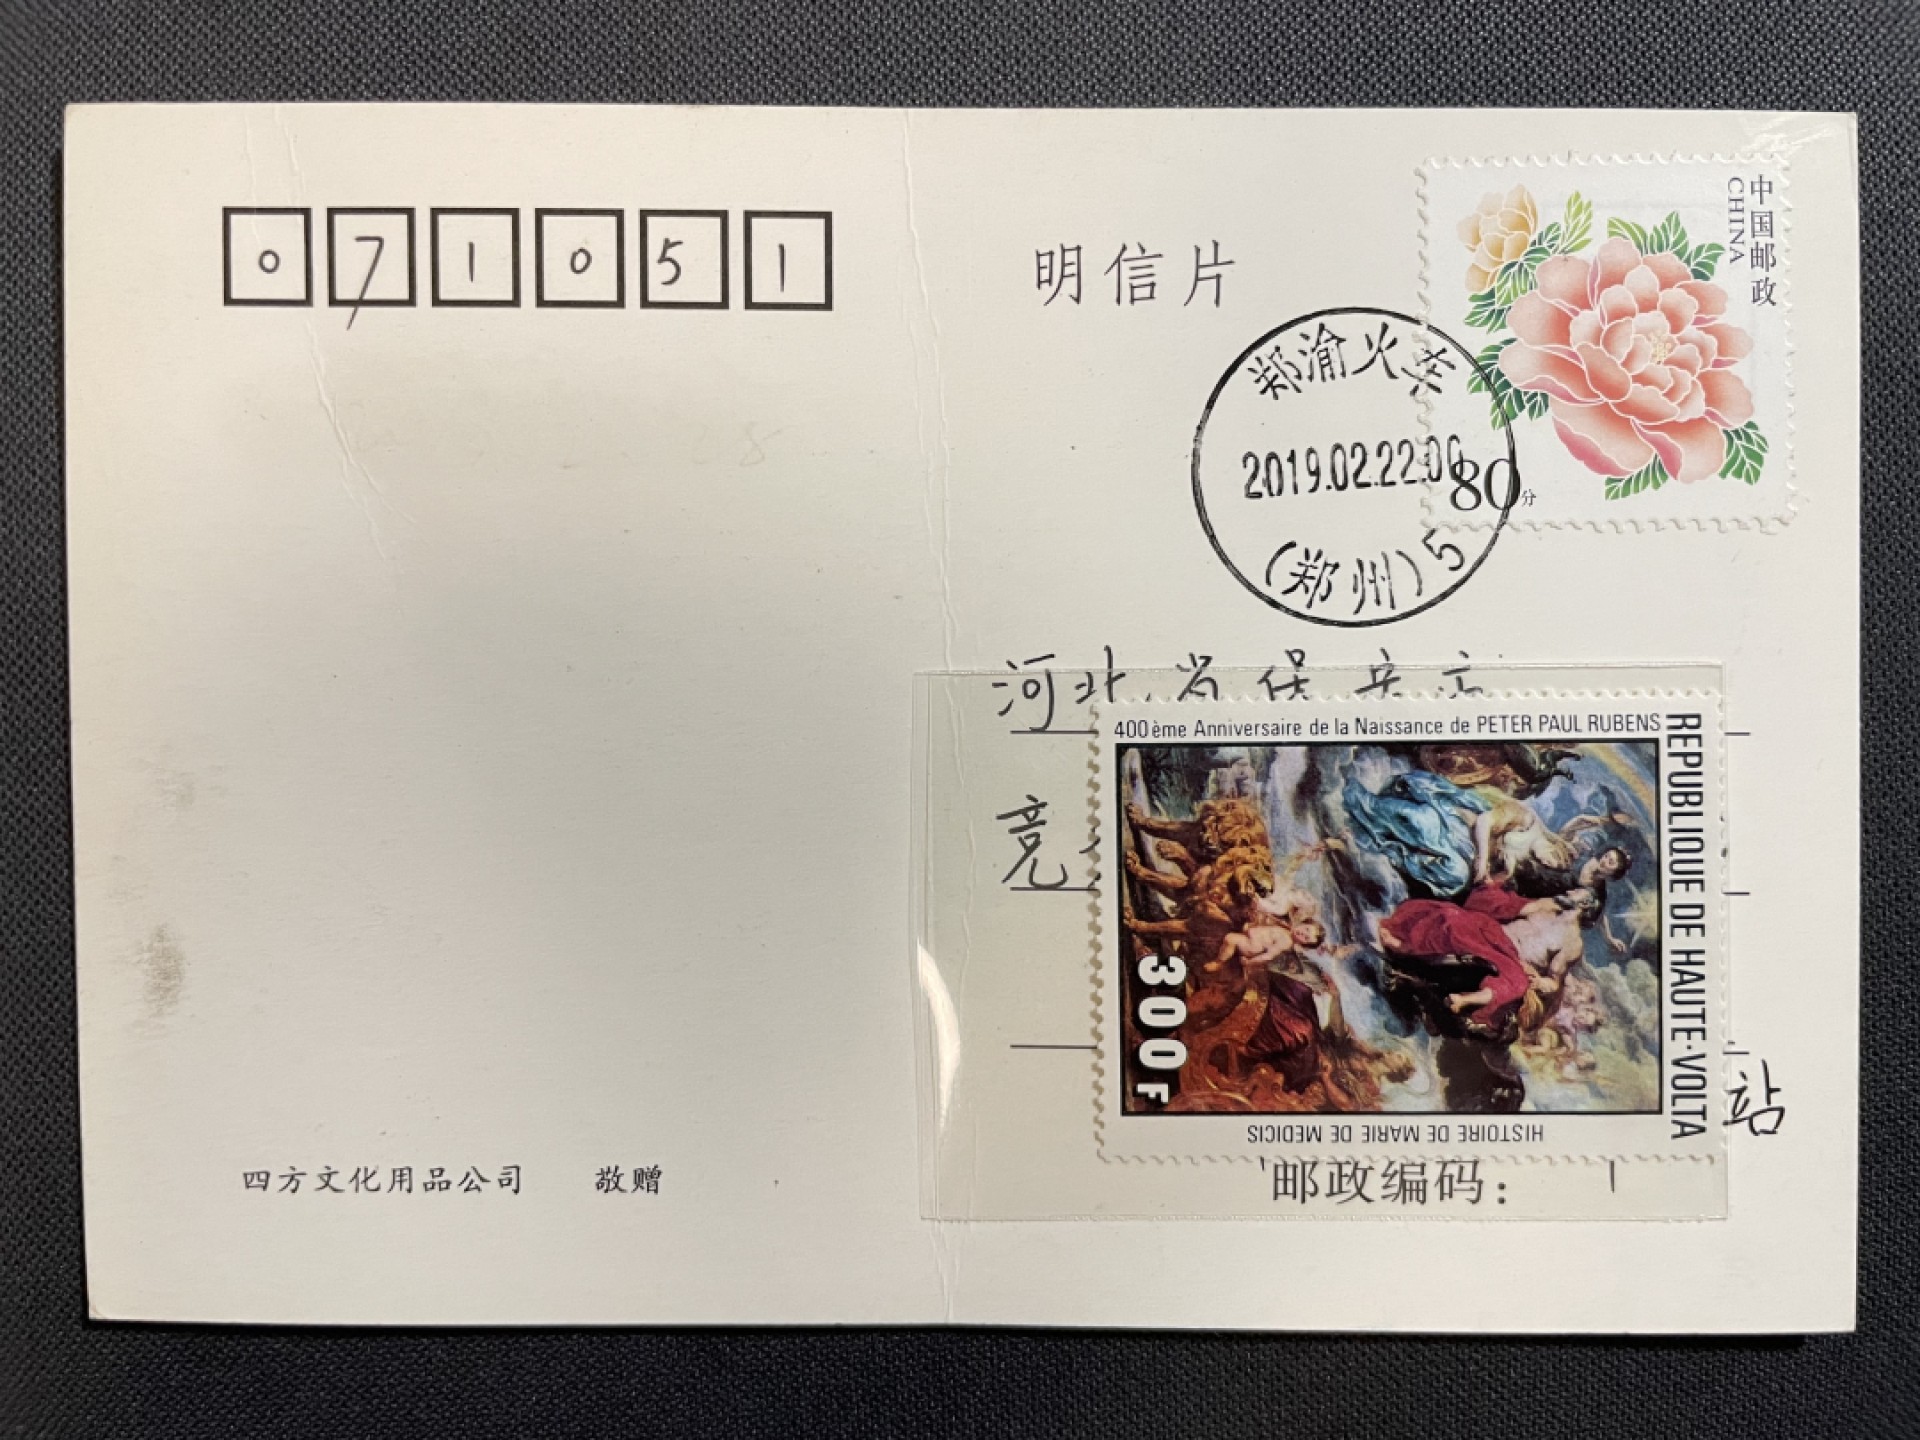 071051
明信片
中国邮政
CHINA
80分
郑渝火车
2019.02.22.00
(郑州)5
河北省保定市
竞
400ème Anniversaire de la Naissance de PETER PAUL RUBENS
REPUBLIQUE DE HAUTE-VOLTA
300F
HISTOIRE DE MARIE DE MEDICIS
站
四方文化用品公司 敬赠
邮政编码: